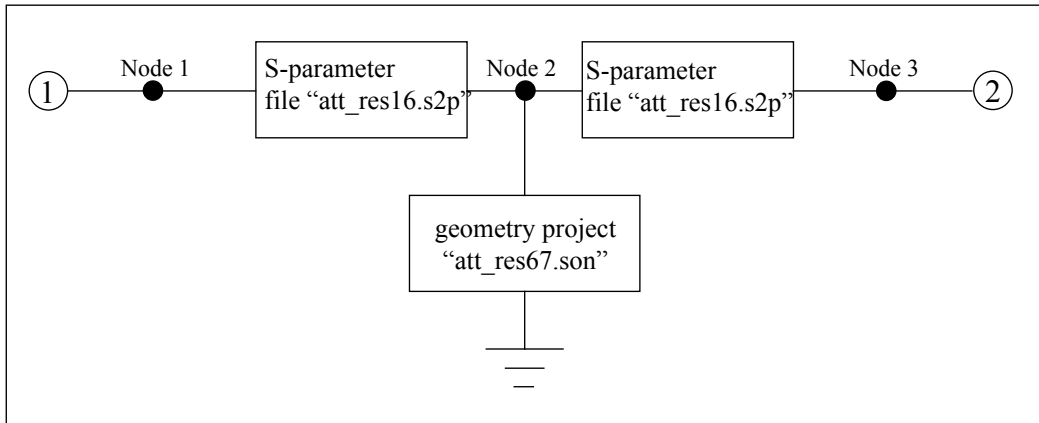 Node 1
S-parameter
file “att_res16.s2p”
Node 2
S-parameter
file “att_res16.s2p”
Node 3
1
2
geometry project
“att_res67.son”